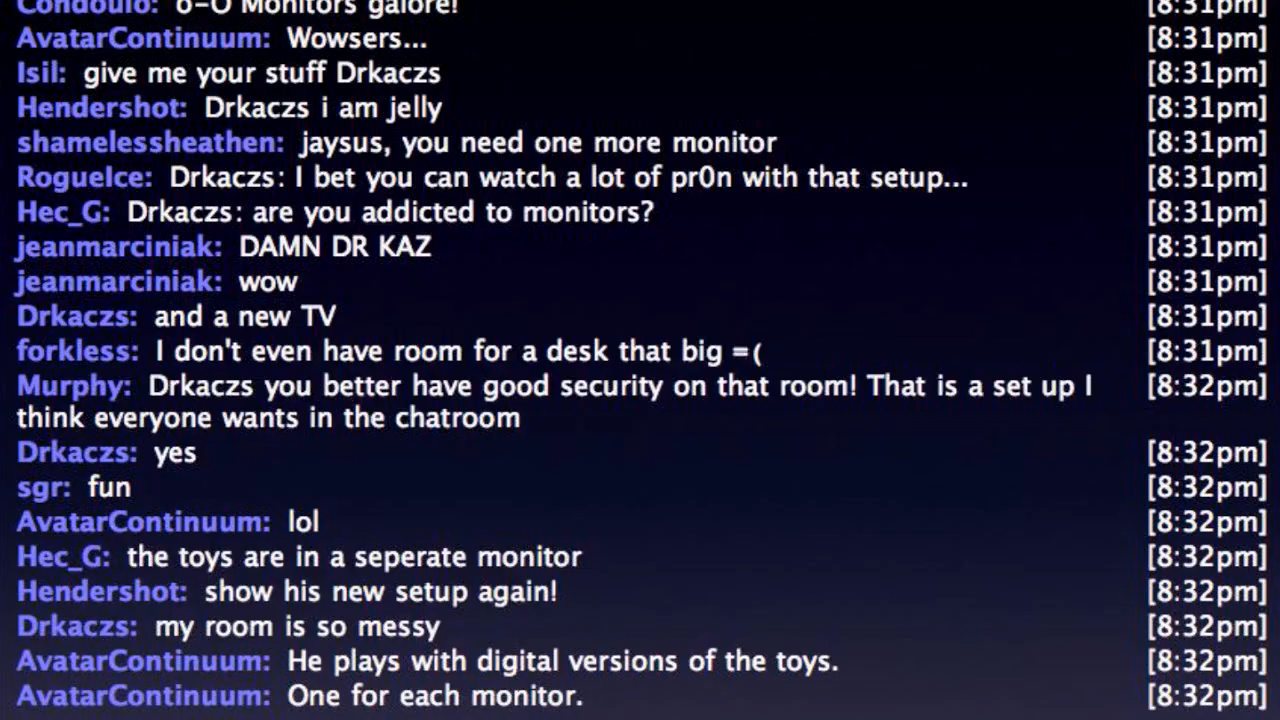 Condoulo: o-O Monitors galore! [8:31pm]
AvatarContinuum: Wowsers... [8:31pm]
Isil: give me your stuff Drkaczs [8:31pm]
Hendershot: Drkaczs i am jelly [8:31pm]
shamelessheathen: jaysus, you need one more monitor [8:31pm]
RogueIce: Drkaczs: I bet you can watch a lot of pr0n with that setup... [8:31pm]
Hec_G: Drkaczs: are you addicted to monitors? [8:31pm]
jeanmarciniak: DAMN DR KAZ [8:31pm]
jeanmarciniak: wow [8:31pm]
Drkaczs: and a new TV [8:31pm]
forkless: I don't even have room for a desk that big =( [8:31pm]
Murphy: Drkaczs you better have good security on that room! That is a set up I [8:32pm]
think everyone wants in the chatroom
Drkaczs: yes [8:32pm]
sgr: fun [8:32pm]
AvatarContinuum: lol [8:32pm]
Hec_G: the toys are in a seperate monitor [8:32pm]
Hendershot: show his new setup again! [8:32pm]
Drkaczs: my room is so messy [8:32pm]
AvatarContinuum: He plays with digital versions of the toys. [8:32pm]
AvatarContinuum: One for each monitor. [8:32pm]